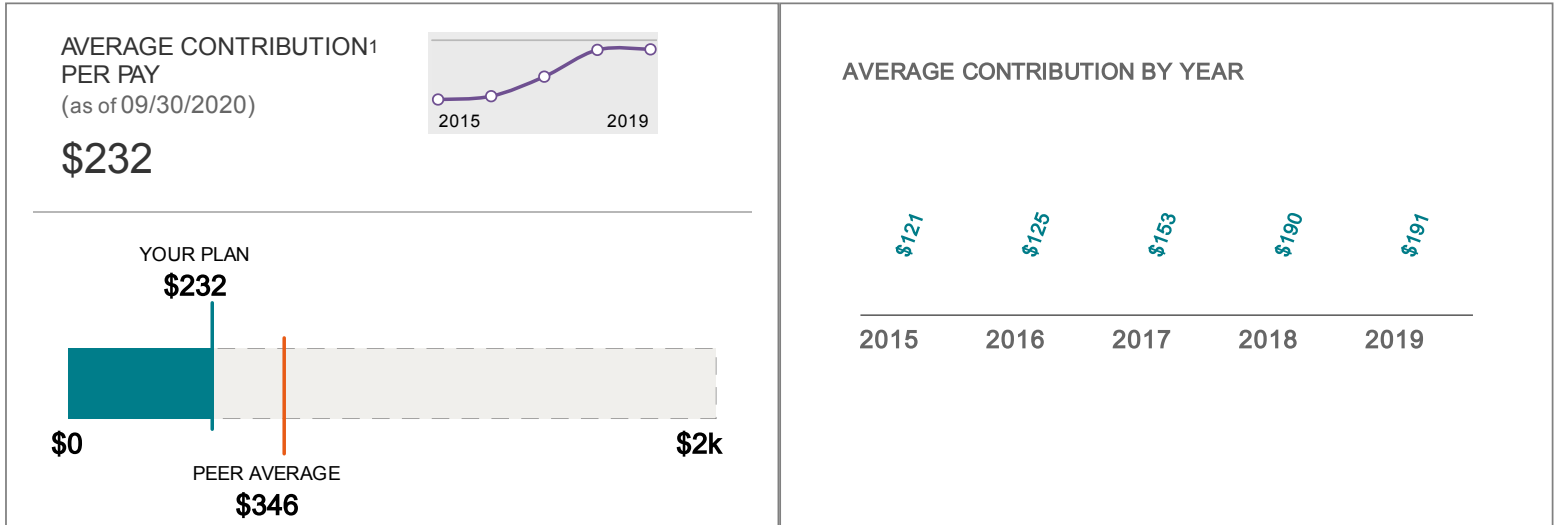 AVERAGE CONTRIBUTION1
PER PAY
(as of 09/30/2020)
$232
2015 2019
YOUR PLAN
$232
$0 $2k
PEER AVERAGE
$346
AVERAGE CONTRIBUTION BY YEAR
$121 $125 $153 $190 $191
2015 2016 2017 2018 2019